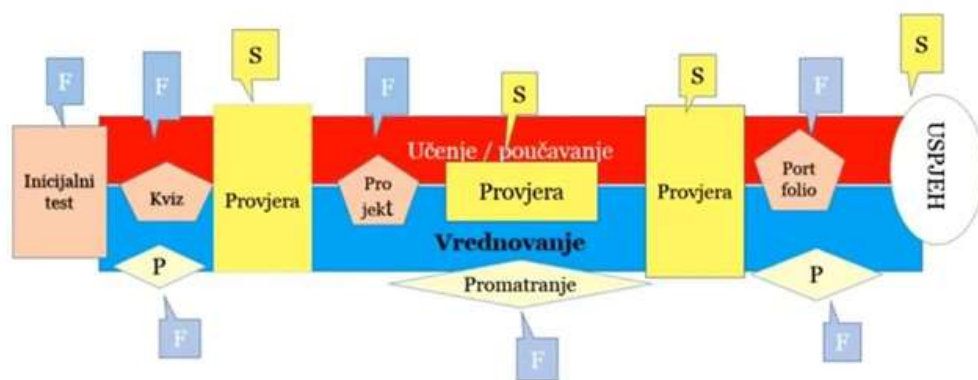 S
S
F
F
F
S
F
S
Učenje / poučavanje
Inicijalni
test
Kviz
Provjera
Pro
jekt
Provjera
Provjera
Port
folio
USPJEH
Vrednovanje
P
Promatranje
P
F
F
F